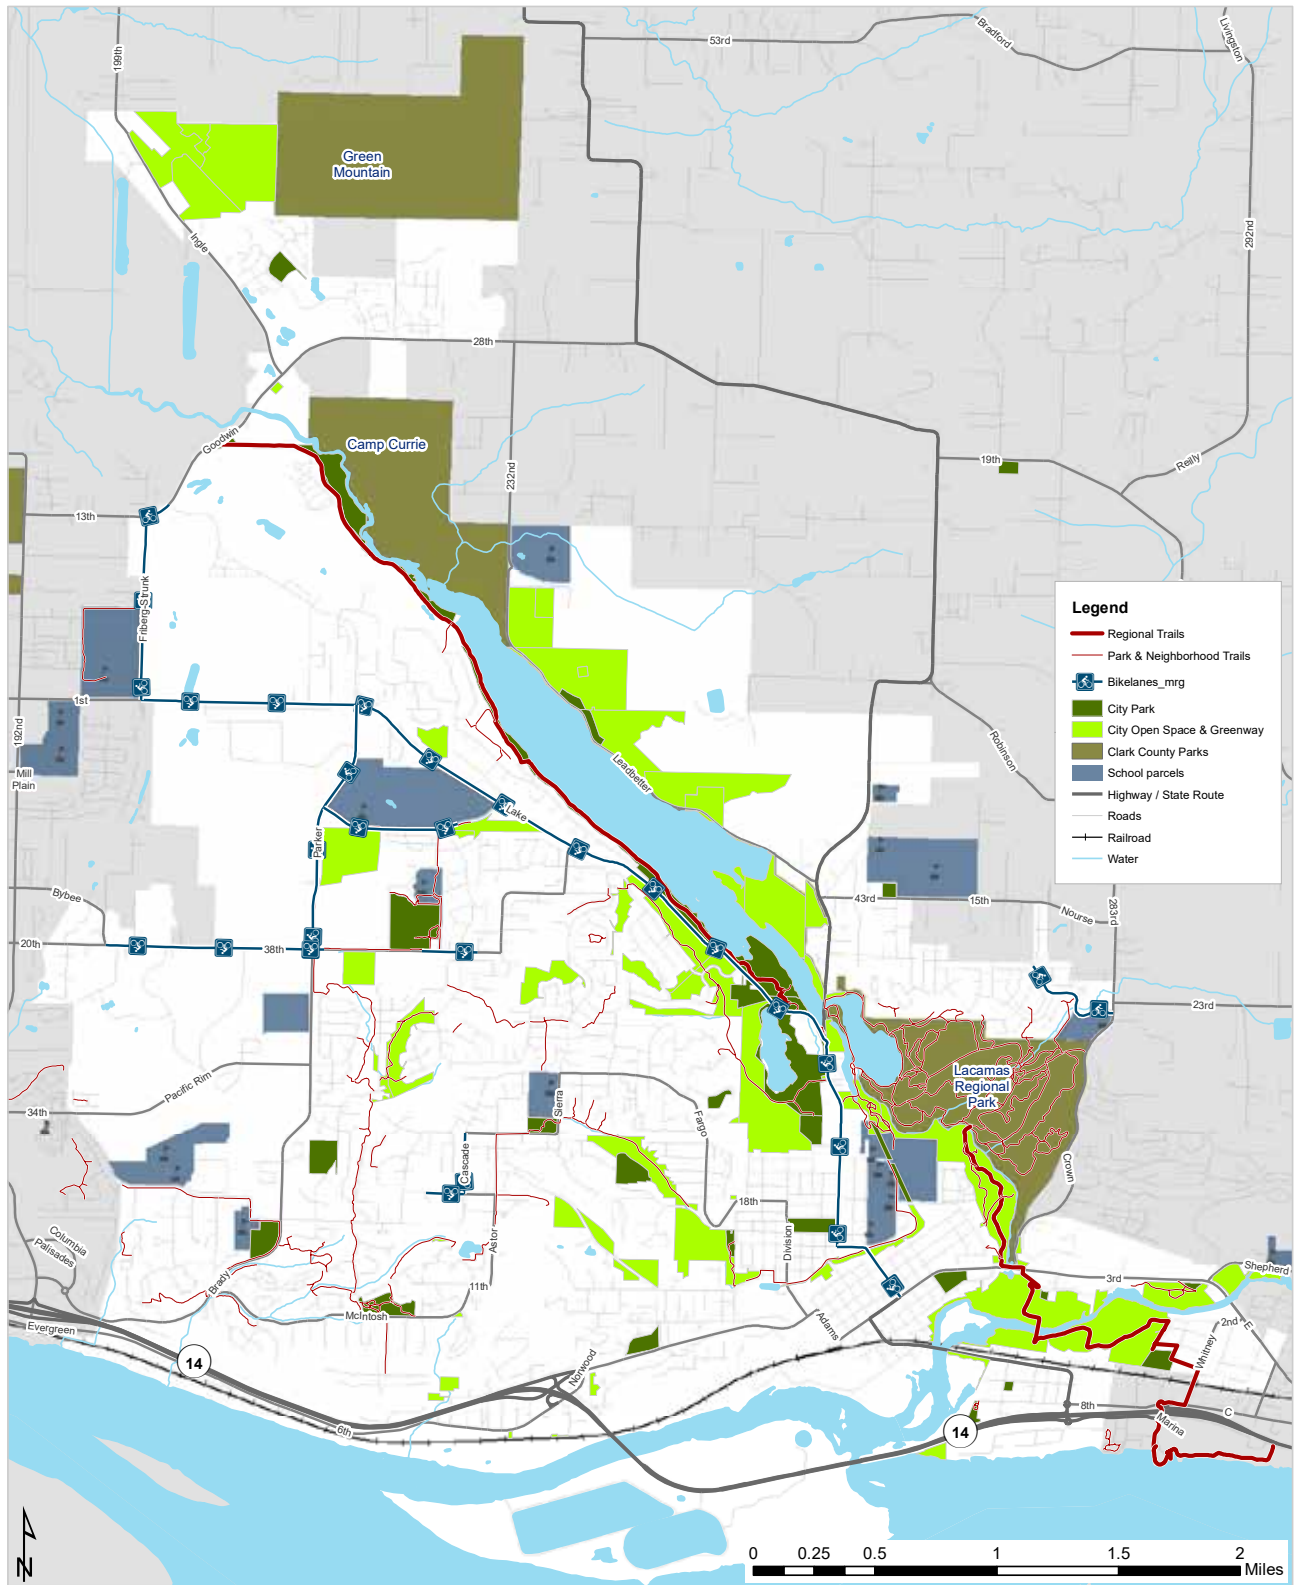 53rd
Bradford
Livingston
199th
Green
Mountain
Ingle
292nd
28th
Goodwin
Camp Currie
232nd
19th
Reilly
13th
Friberg-Strunk
1st
192nd
Mill
Plain
Leadbetter
Robinson
Lake
Parker
Legend
Regional Trails
Park & Neighborhood Trails
Bikelanes_mrg
City Park
City Open Space & Greenway
Clark County Parks
School parcels
Highway / State Route
Roads
Railroad
Water
Bybee
43rd
15th
Nourse
283rd
20th
38th
23rd
Pacific Rim
34th
Lacamas
Regional
Park
Sierra
Fargo
Cascade
Crown
18th
Columbia
Palisades
Astor
Division
Brady
11th
McIntosh
3rd
Shepherd
Evergreen
14
Adams
2nd
E
Whitney
Norwood
6th
8th
C
Marina
14
N
0 0.25 0.5 1 1.5 2
Miles